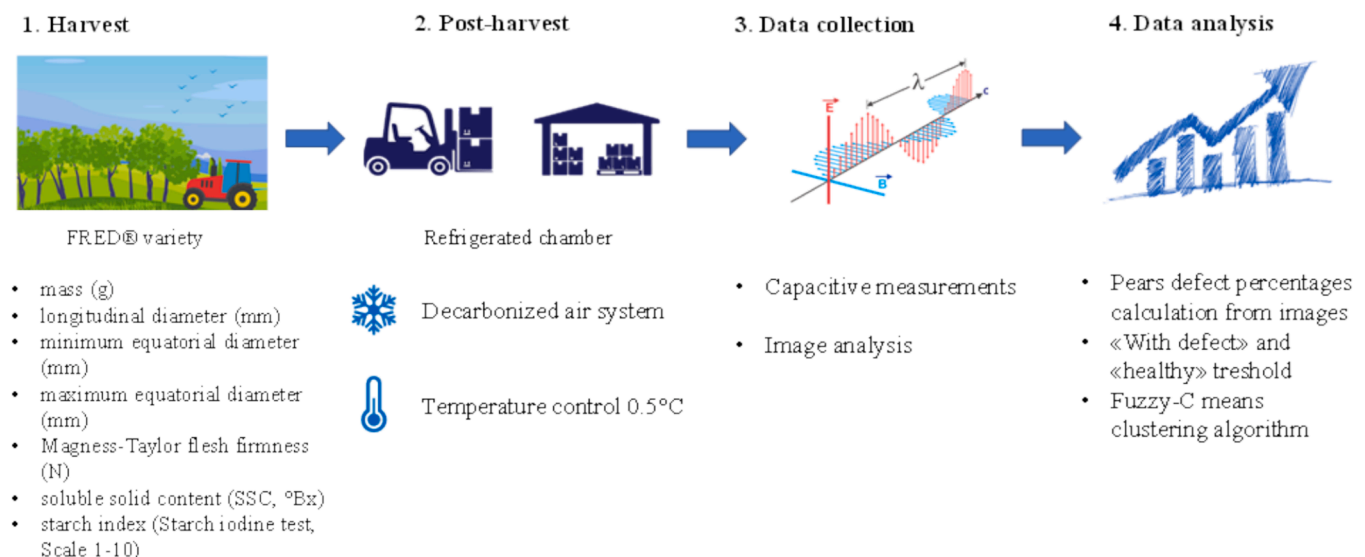 1. Harvest
FRED® variety
• mass (g)
• longitudinal diameter (mm)
• minimum equatorial diameter
(mm)
• maximum equatorial diameter
(mm)
• Magness-Taylor flesh firmness
(N)
• soluble solid content (SSC, °Bx)
• starch index (Starch iodine test,
Scale 1-10)
2. Post-harvest
Refrigerated chamber
Decarbonized air system
Temperature control 0.5°C
3. Data collection
λ
E
c
B
• Capacitive measurements
• Image analysis
4. Data analysis
• Pears defect percentages
calculation from images
• «With defect» and
«healthy» treshold
• Fuzzy-C means
clustering algorithm